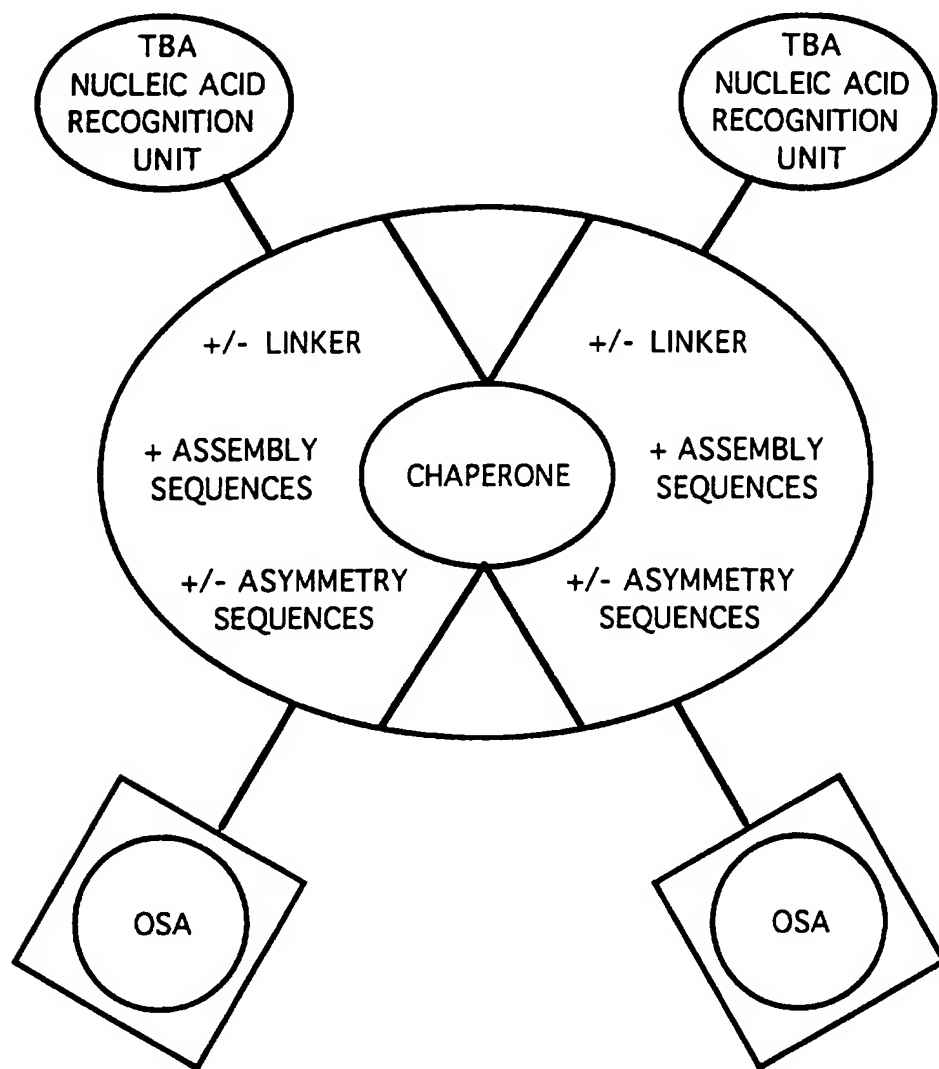 TBA
NUCLEIC ACID
RECOGNITION
UNIT
TBA
NUCLEIC ACID
RECOGNITION
UNIT
+/- LINKER
+/- LINKER
+ ASSEMBLY
SEQUENCES
CHAPERONE
+ ASSEMBLY
SEQUENCES
+/- ASYMMETRY
SEQUENCES
+/- ASYMMETRY
SEQUENCES
OSA
OSA